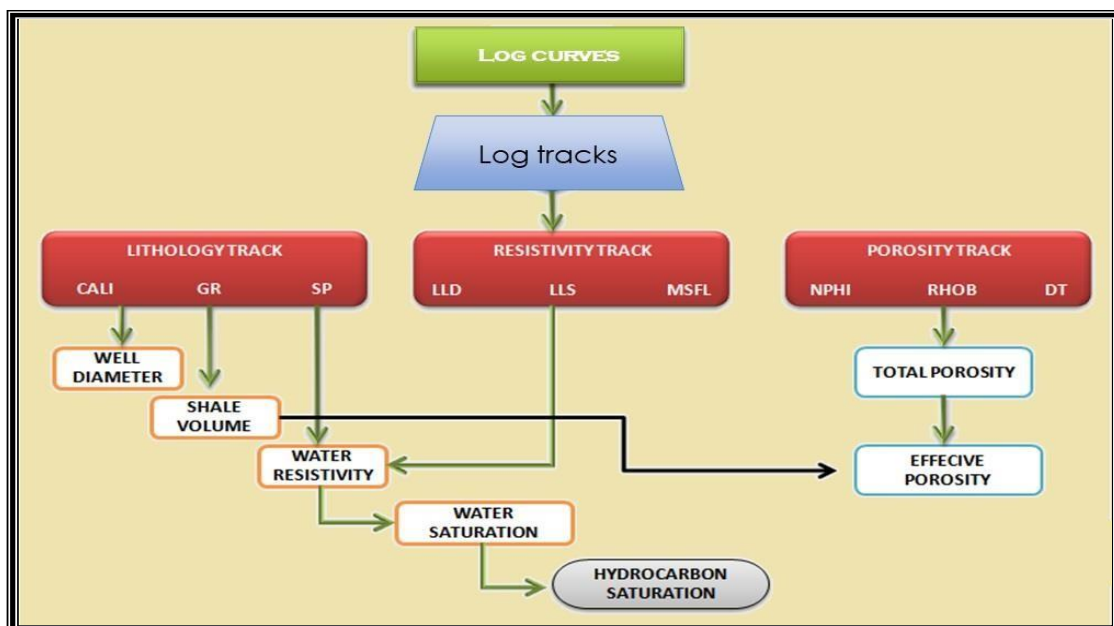 LOG CURVES
Log tracks
LITHOLOGY TRACK
CALI GR SP
RESISTIVITY TRACK
LLD LLS MSFL
POROSITY TRACK
NPHI RHOB DT
WELL
DIAMETER
SHALE
VOLUME
WATER
RESISTIVITY
WATER
SATURATION
HYDROCARBON
SATURATION
TOTAL POROSITY
EFFECIVE
POROSITY